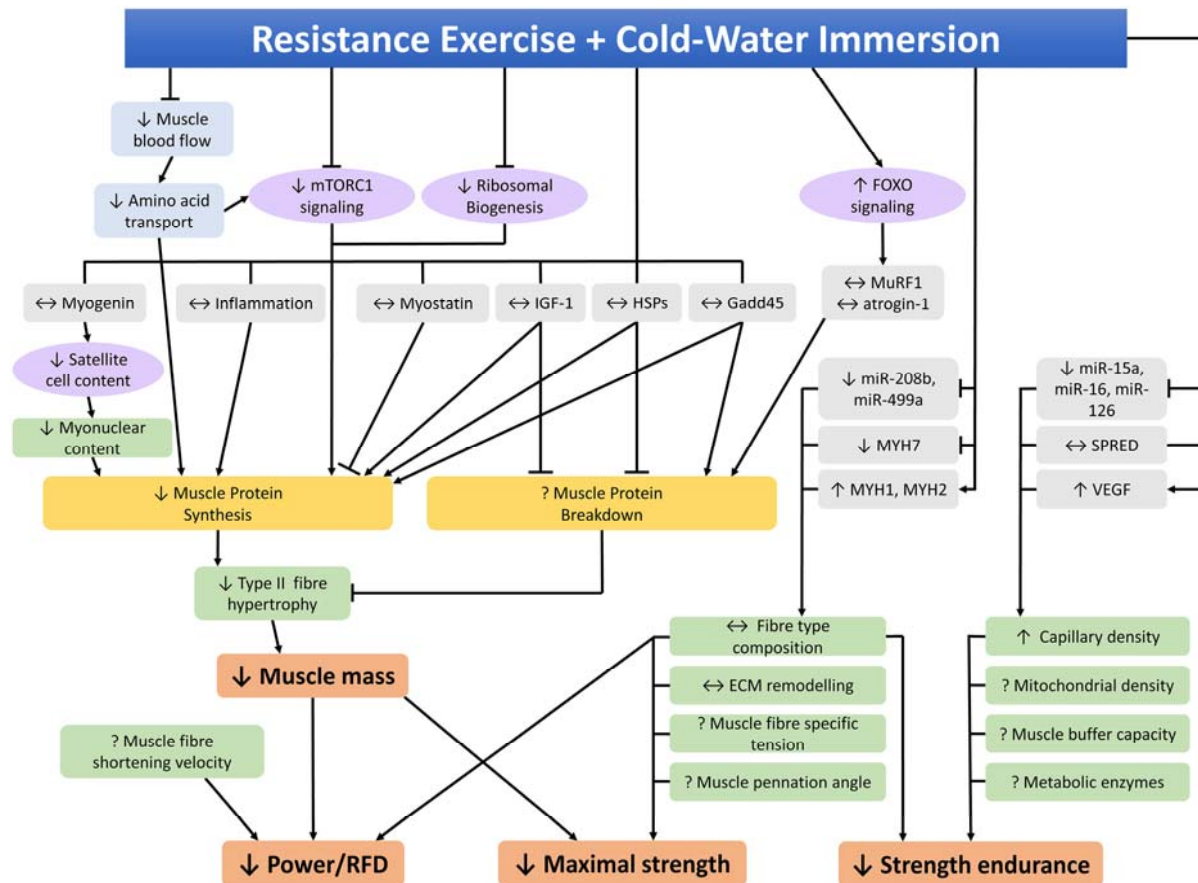 Resistance Exercise + Cold-Water Immersion
↓ Muscle
blood flow
↓ Amino acid
transport
↓ mTORC1
signaling
↓ Ribosomal
Biogenesis
↑ FOXO
signaling
↔ Myogenin
↔ Inflammation
↔ Myostatin
↔ IGF-1
↔ HSPs
↔ Gadd45
↔ MuRF1
↔ atrogin-1
↓ Satellite
cell content
↓ Myonuclear
content
↓ miR-208b,
miR-499a
↓ MYH7
↑ MYH1, MYH2
↓ miR-15a,
miR-16, miR-
126
↔ SPRED
↑ VEGF
↓ Muscle Protein
Synthesis
? Muscle Protein
Breakdown
↓ Type II fibre
hypertrophy
↓ Muscle mass
? Muscle fibre
shortening velocity
↔ Fibre type
composition
↔ ECM remodelling
? Muscle fibre specific
tension
? Muscle pennation angle
↑ Capillary density
? Mitochondrial density
? Muscle buffer capacity
? Metabolic enzymes
↓ Power/RFD
↓ Maximal strength
↓ Strength endurance